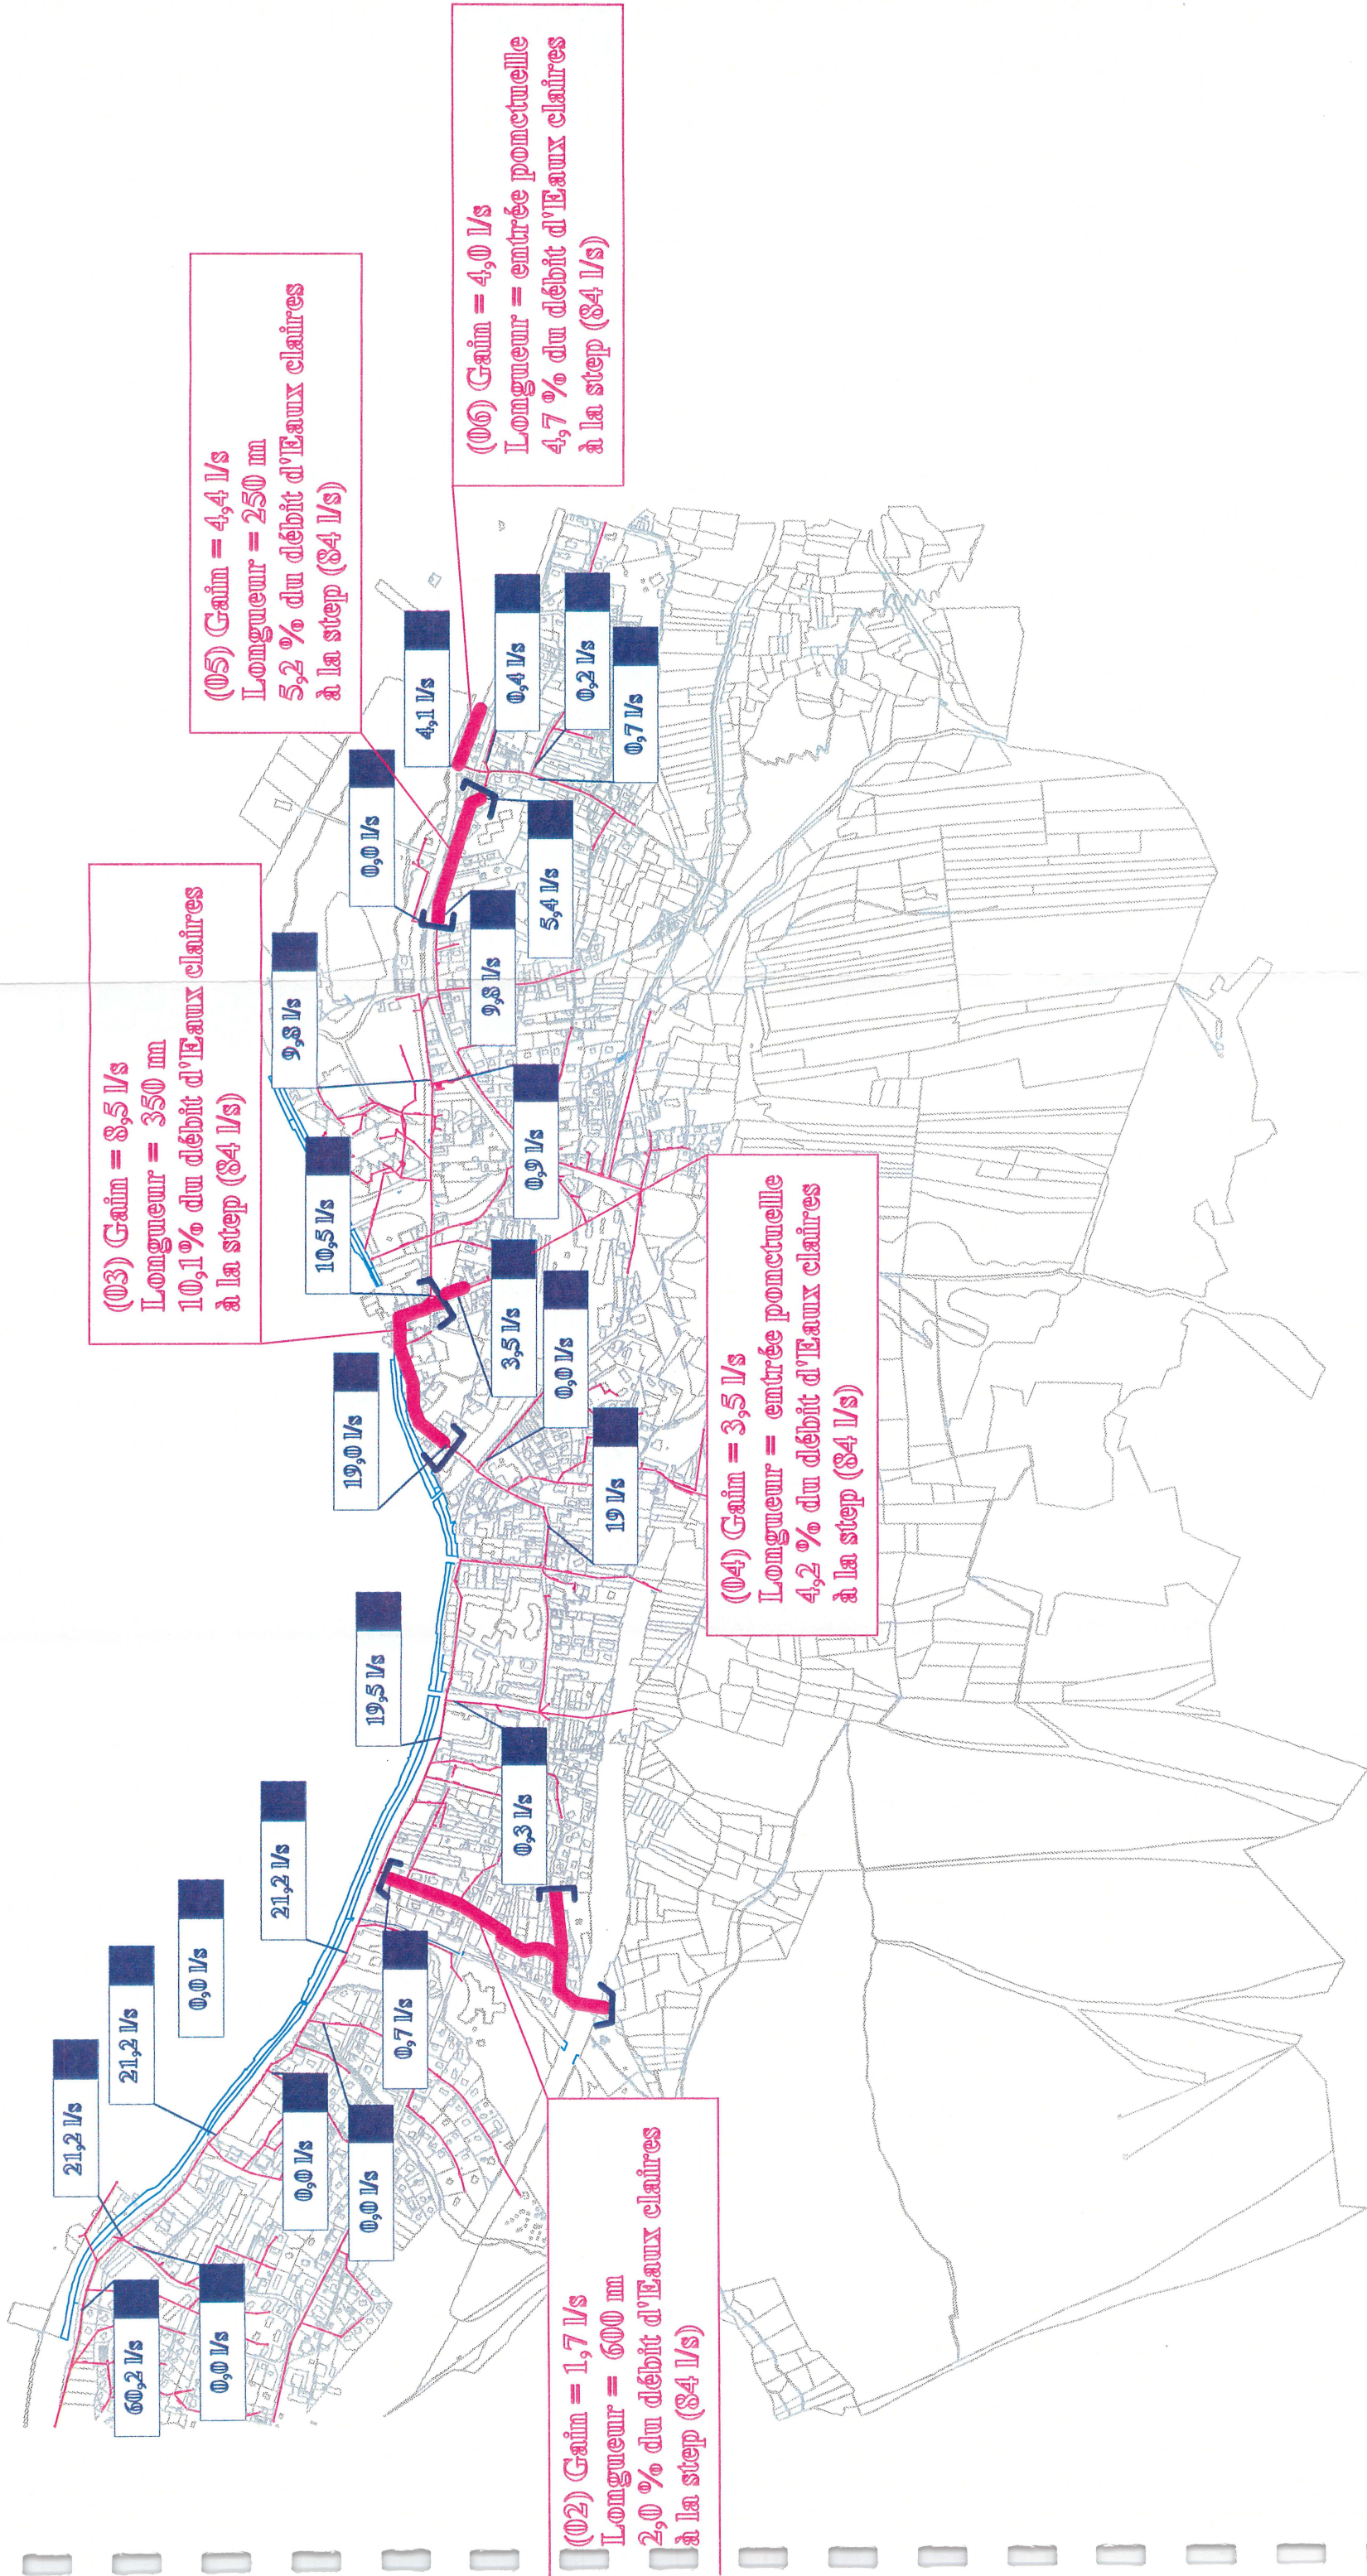 (02) Gain = 1,7 l/s
Longueur = 600 m
2,0 % du débit d'Eaux claires
à la step (84 l/s)
(03) Gain = 8,5 l/s
Longueur = 350 m
10,1% du débit d'Eaux claires
à la step (84 l/s)
(04) Gain = 3,5 l/s
Longueur = entrée ponctuelle
4,2 % du débit d'Eaux claires
à la step (84 l/s)
(05) Gain = 4,4 l/s
Longueur = 250 m
5,2 % du débit d'Eaux claires
à la step (84 l/s)
(06) Gain = 4,0 l/s
Longueur = entrée ponctuelle
4,7 % du débit d'Eaux claires
à la step (84 l/s)
60,2 l/s
0,0 l/s
21,2 l/s
21,2 l/s
0,0 l/s
0,0 l/s
0,0 l/s
21,2 l/s
0,7 l/s
19,5 l/s
0,3 l/s
19,0 l/s
19 l/s
0,0 l/s
3,5 l/s
10,5 l/s
0,9 l/s
9,8 l/s
9,8 l/s
0,0 l/s
5,4 l/s
4,1 l/s
0,4 l/s
0,2 l/s
0,7 l/s